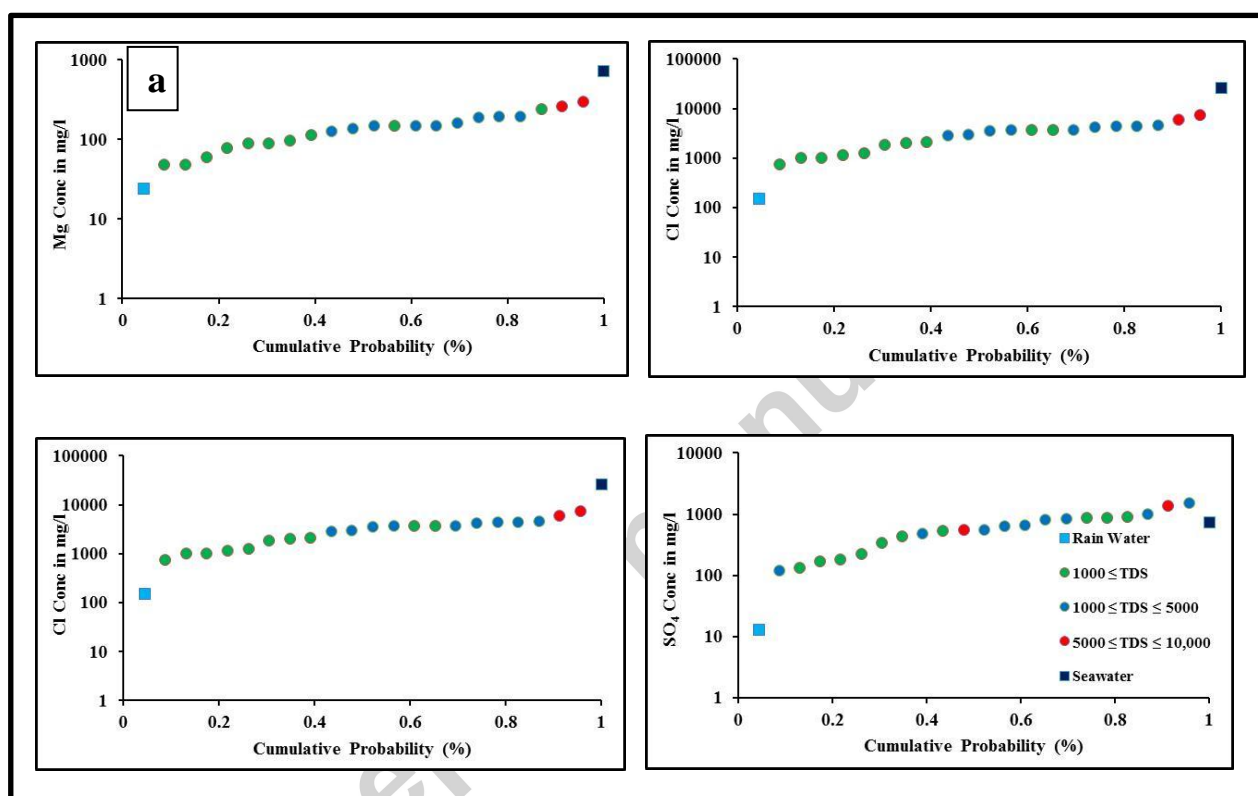 a
1000
100
10
1
Mg Conc in mg/l
0 0.2 0.4 0.6 0.8 1
Cumulative Probability (%)
100000
10000
1000
100
10
1
Cl Conc in mg/l
0 0.2 0.4 0.6 0.8 1
Cumulative Probability (%)
100000
10000
1000
100
10
1
Cl Conc in mg/l
0 0.2 0.4 0.6 0.8 1
Cumulative Probability (%)
10000
1000
100
10
1
SO₄ Conc in mg/l
0 0.2 0.4 0.6 0.8 1
Cumulative Probability (%)
Rain Water
1000 ≤ TDS
1000 ≤ TDS ≤ 5000
5000 ≤ TDS ≤ 10,000
Seawater